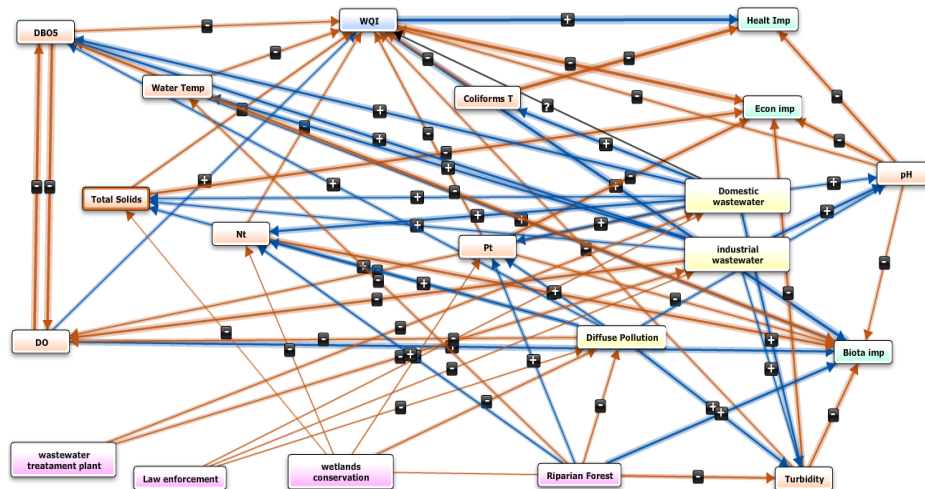 DBO5
WQI
Healt Imp
Water Temp
Coliforms T
Econ imp
pH
Total Solids
Domestic
wastewater
Nt
Pt
industrial
wastewater
DO
Diffuse Pollution
Biota imp
wastewater
treatament plant
Law enforcement
wetlands
conservation
Riparian Forest
Turbidity